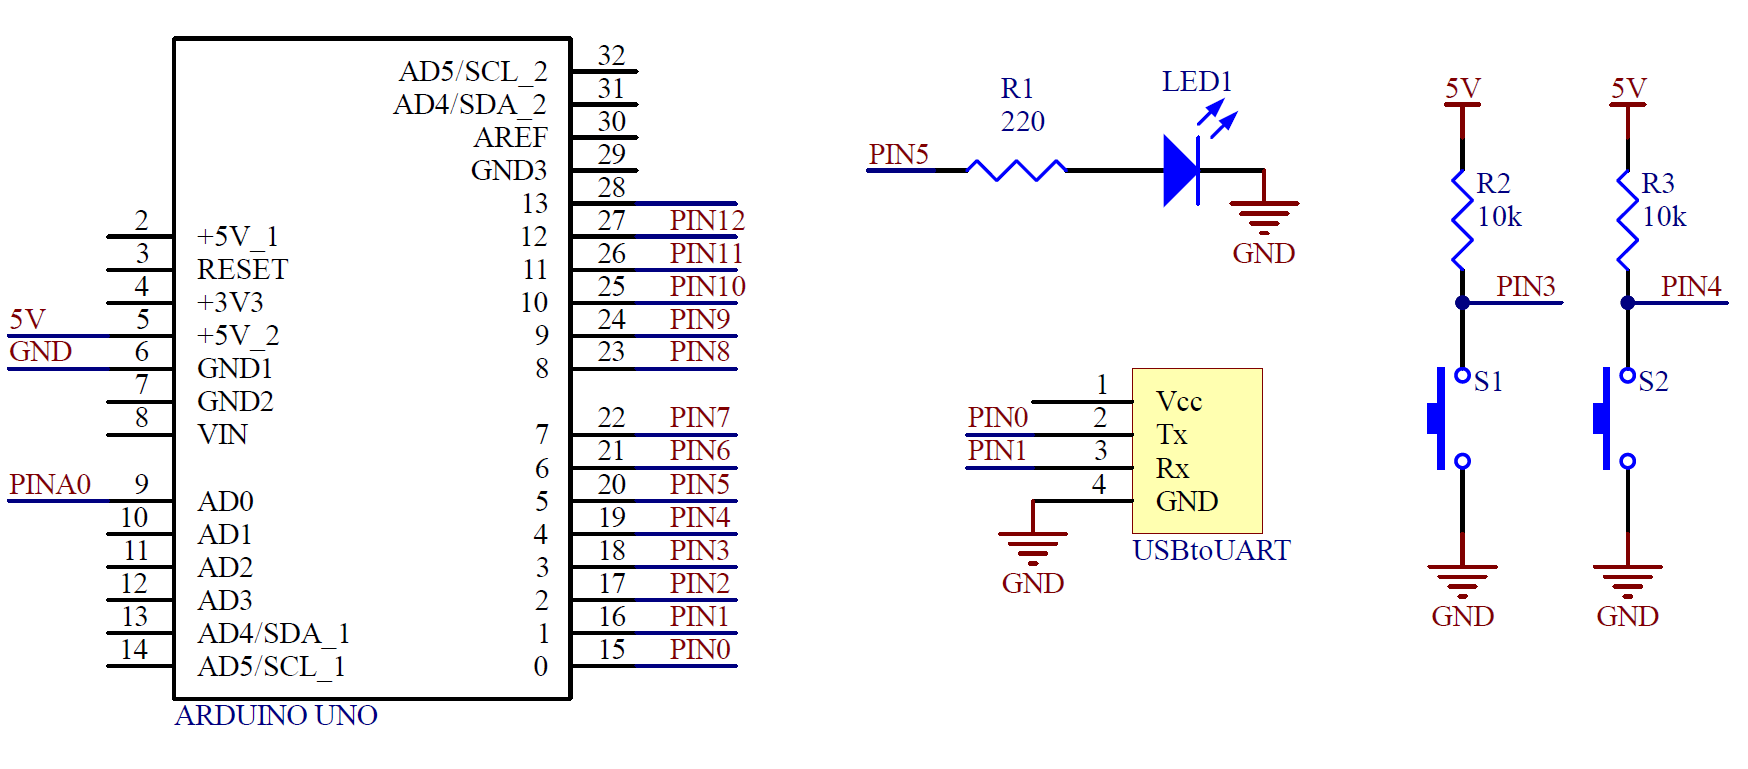 32
AD5/SCL_2
31
AD4/SDA_2
30
AREF
29
GND3
28
13
2
+5V_1
27
PIN12
12
3
RESET
26
PIN11
11
4
+3V3
25
PIN10
10
5V
5
+5V_2
24
PIN9
9
GND
6
GND1
23
PIN8
8
7
GND2
8
VIN
22
PIN7
7
21
PIN6
6
PINA0
9
AD0
20
PIN5
5
10
AD1
19
PIN4
4
11
AD2
18
PIN3
3
12
AD3
17
PIN2
2
13
AD4/SDA_1
16
PIN1
1
14
AD5/SCL_1
15
PIN0
0
ARDUINO UNO
R1
220
LED1
PIN5
GND
1
Vcc
PIN0
2
Tx
PIN1
3
Rx
4
GND
USBtoUART
GND
5V
R2
10k
PIN3
S1
GND
5V
R3
10k
PIN4
S2
GND